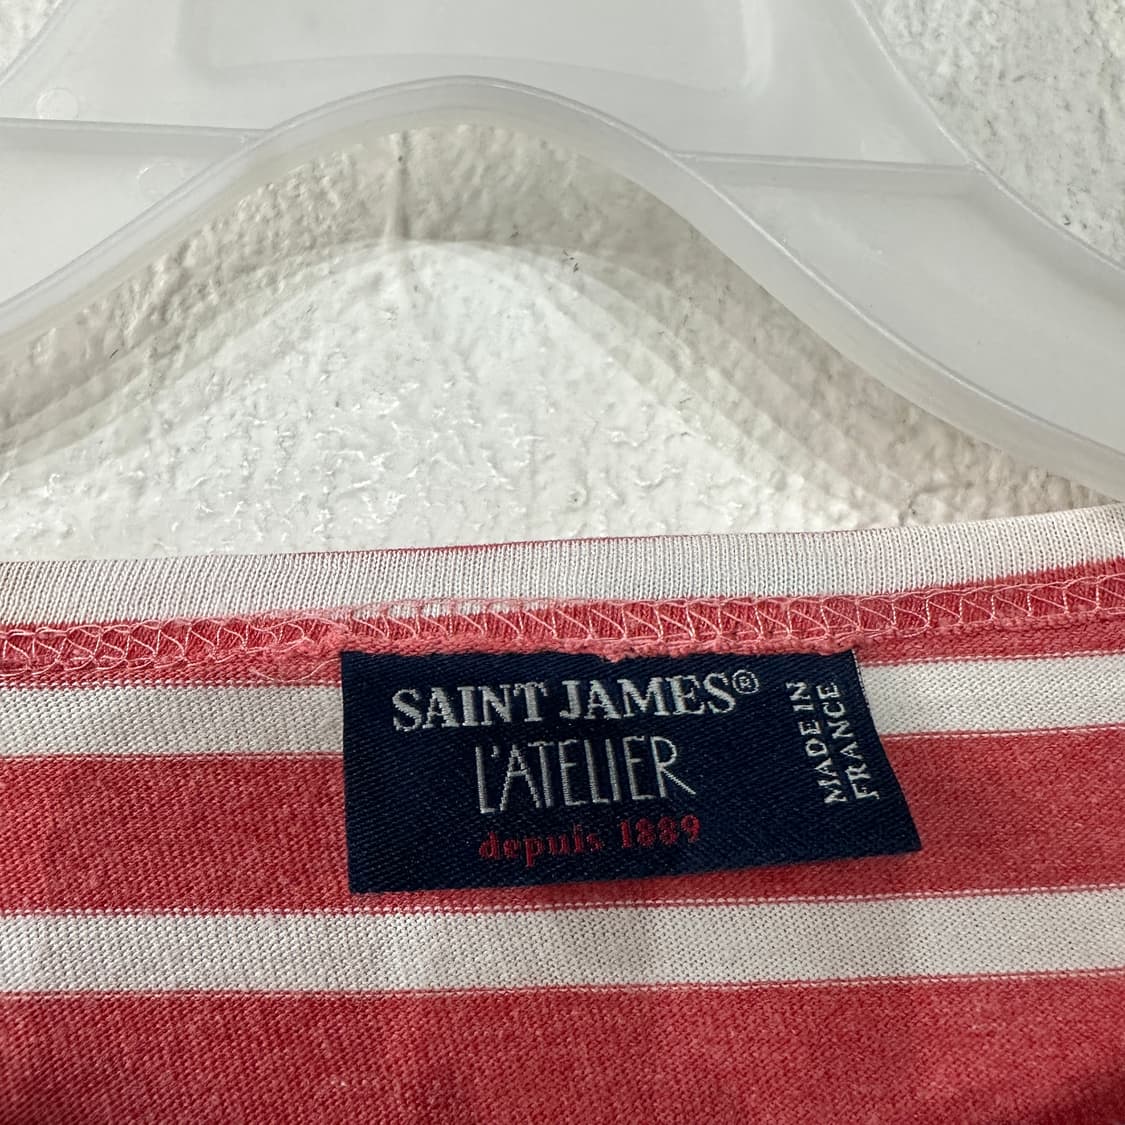 SAINT JAMES®
L'ATELIER
depuis 1889
MADE IN
FRANCE